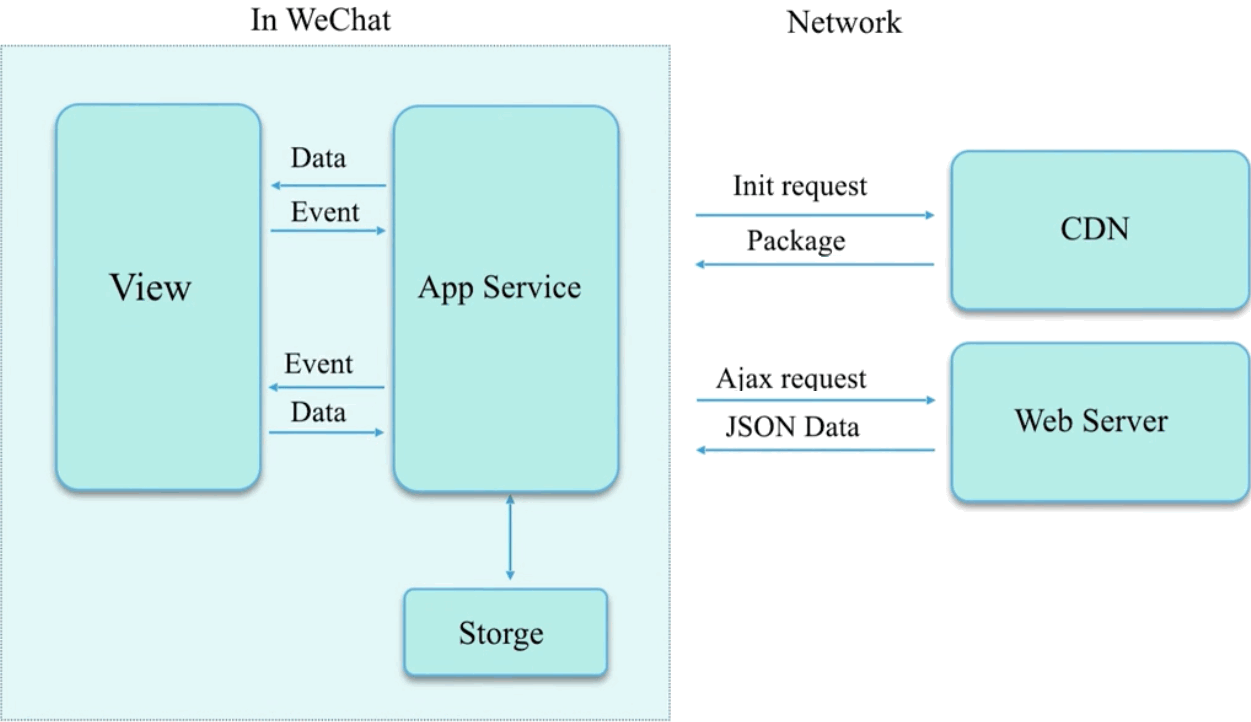 In WeChat
Network
View
Data
Event
Event
Data
App Service
Storge
Init request
Package
CDN
Ajax request
JSON Data
Web Server